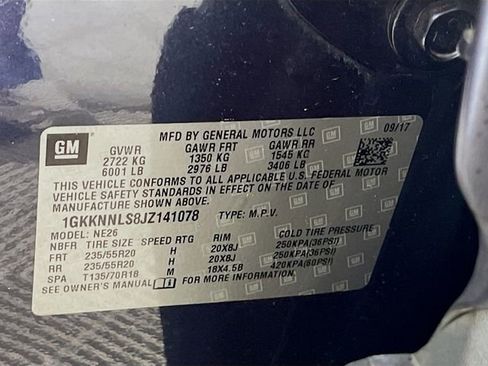 GM
MFD BY GENERAL MOTORS LLC
09/17
GVWR GAWR FRT GAWR RR
2722 KG 1350 KG 1545 KG
6001 LB 2976 LB 3406 LB
THIS VEHICLE CONFORMS TO ALL APPLICABLE U.S. FEDERAL MOTOR
VEHICLE SAFETY STANDARDS IN EFFECT ON THE DATE OF
MANUFACTURE SHOWN ABOVE.
1GKKNNLS8JZ141078 TYPE: M.P.V.
MODEL: NE26
NBFR TIRE SIZE SPEED RTG RIM COLD TIRE PRESSURE
FRT 235/55R20 H 20X8J 250KPA(36PSI)
RR 235/55R20 H 20X8J 250KPA(36PSI)
SPA T135/70R18 M 18X4.5B 420KPA(60PSI)
SEE OWNER'S MANUAL FOR MORE INFORMATION.